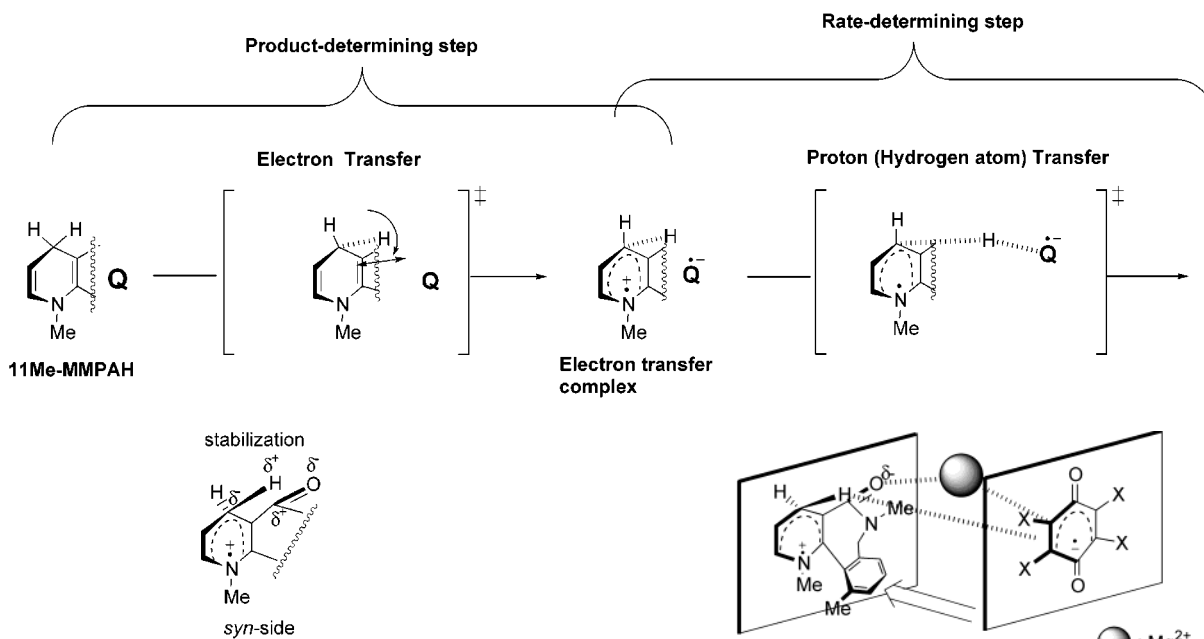 Rate-determining step
Product-determining step
Electron Transfer
Proton (Hydrogen atom) Transfer
‡
‡
H H
N
Me
Q
11Me-MMPAH
H
H
N
Me
Q
H
H
+
•
N
Me
Q•−
Electron transfer
complex
H
H
•
N
Me
Q•−
stabilization
H
δ-
δ+
H
δ-
O
δ+
+
•
N
Me
syn-side
H
H
O
δ-
N
Me
+
•
N
Me
Me
O
X
X
X
X
•
−
O